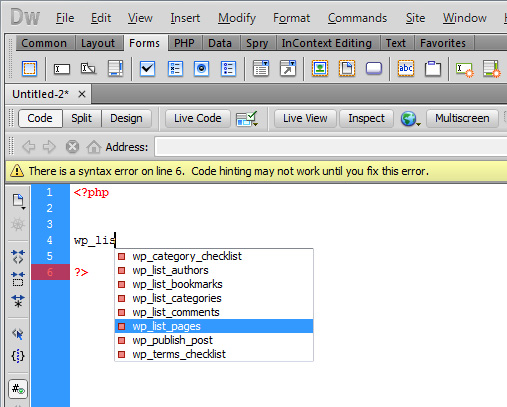 Dw File Edit View Insert Modify Format Commands Site Window
Common Layout Forms PHP Data Spry InContext Editing Text Favorites
abc
Untitled-2* ×
Code Split Design Live Code Live View Inspect Multiscreen
Address:
There is a syntax error on line 6. Code hinting may not work until you fix this error.
1 <?php
2
3
4 wp_lis
5 wp_category_checklist
6 ?> wp_list_authors
wp_list_bookmarks
wp_list_categories
wp_list_comments
wp_list_pages
wp_publish_post
wp_terms_checklist